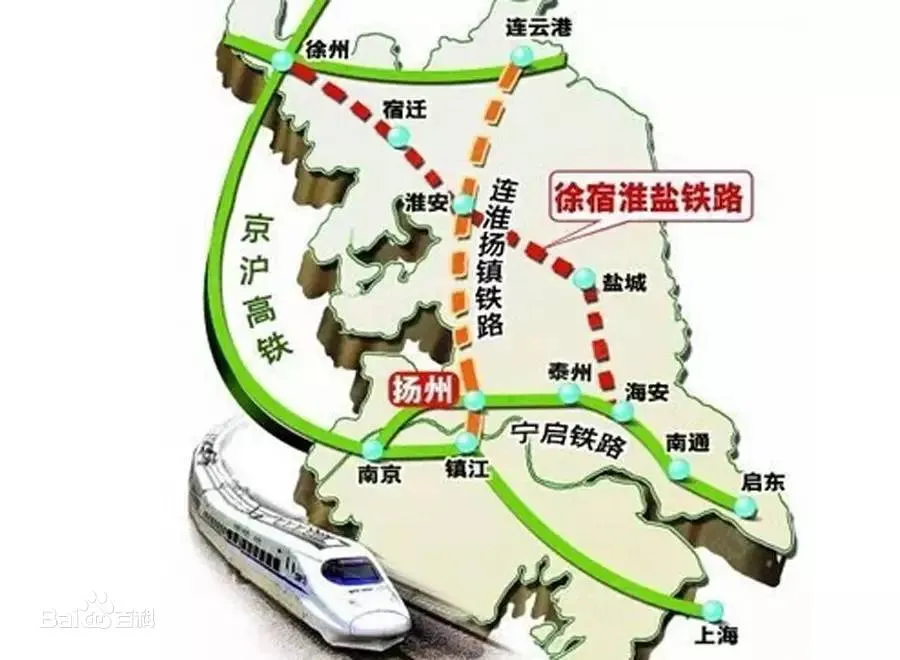 连云港
徐州
宿迁
淮安
连淮扬镇铁路
徐宿淮盐铁路
京沪高铁
盐城
泰州
扬州
海安
宁启铁路
南通
南京
镇江
启东
上海
Bai百科